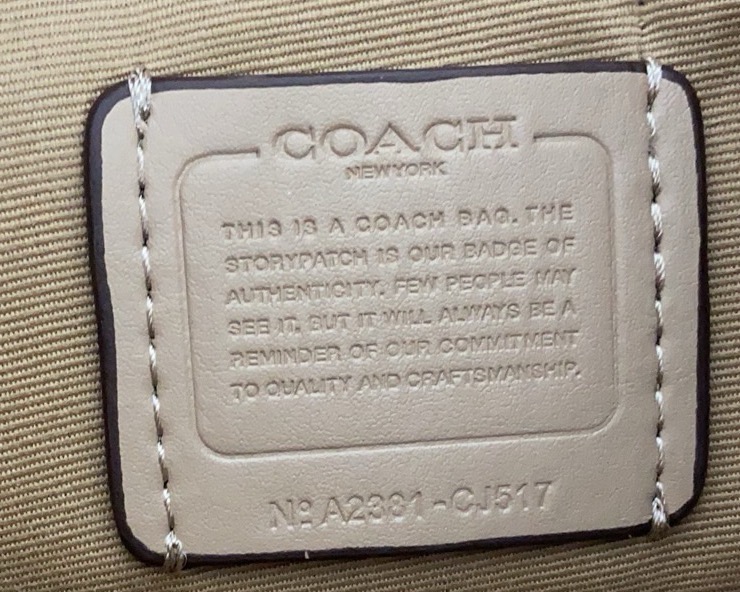 COACH
NEW YORK
THIS IS A COACH BAG. THE
STORYPATCH IS OUR BADGE OF
AUTHENTICITY. FEW PEOPLE MAY
SEE IT, BUT IT WILL ALWAYS BE A
REMINDER OF OUR COMMITMENT
TO QUALITY AND CRAFTSMANSHIP.
Nº A2331-CJ517